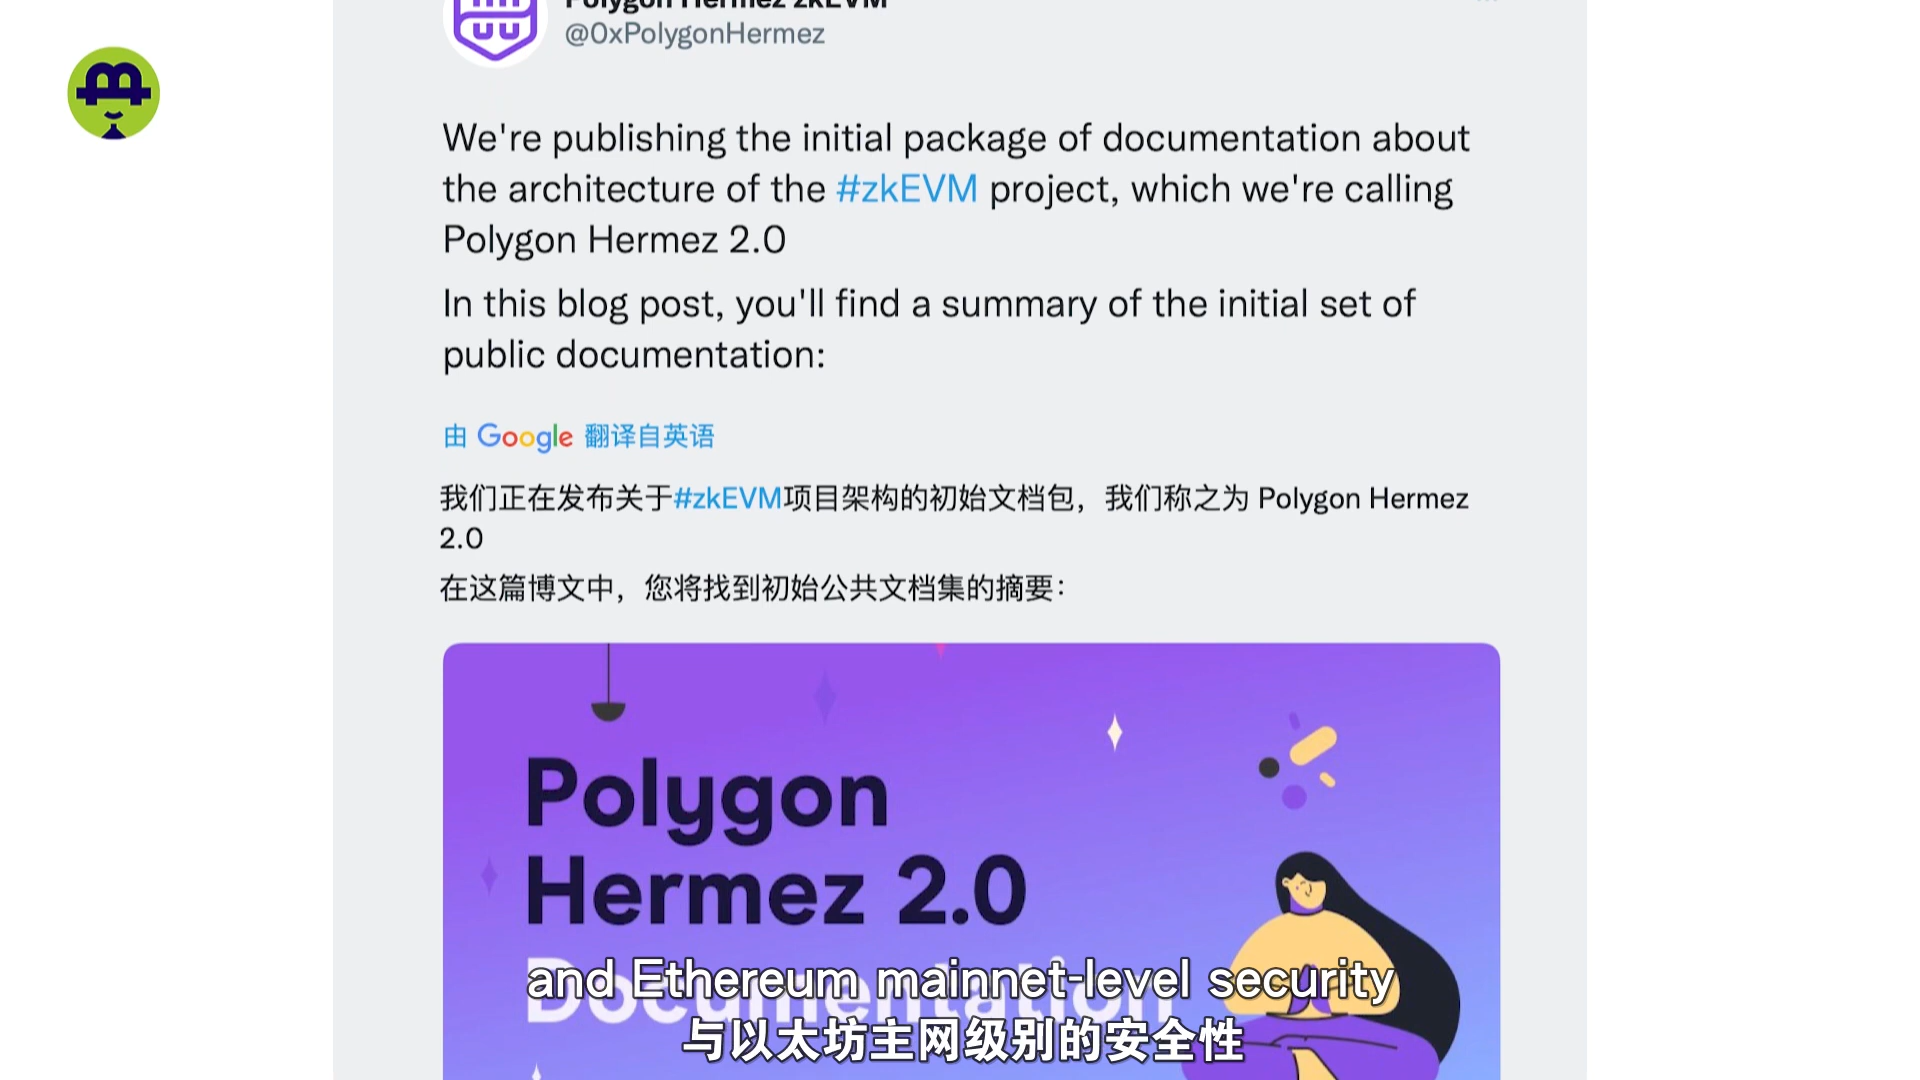 Polygon Hermez zkEVM
@0xPolygonHermez
We're publishing the initial package of documentation about
the architecture of the #zkEVM project, which we're calling
Polygon Hermez 2.0
In this blog post, you'll find a summary of the initial set of
public documentation:
由 Google 翻译自英语
我们正在发布关于#zkEVM项目架构的初始文档包，我们称之为 Polygon Hermez
2.0
在这篇博文中，您将找到初始公共文档集的摘要：
Polygon
Hermez 2.0
Documentation
and Ethereum mainnet-level security
与以太坊主网级别的安全性